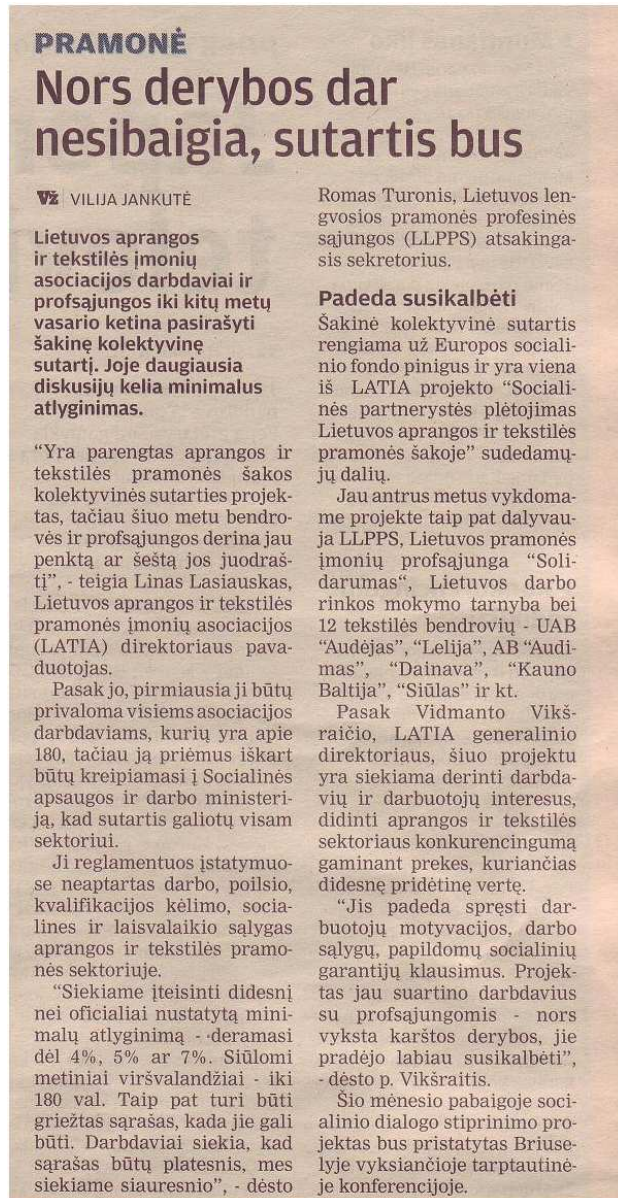 PRAMONĖ
Nors derybos dar
nesibaigia, sutartis bus
VŽ VILIJA JANKUTĖ
Lietuvos aprangos
ir tekstilės įmonių
asociacijos darbdaviai ir
profsąjungos iki kitų metų
vasario ketina pasirašyti
šakinę kolektyvinę
sutartį. Joje daugiausia
diskusijų kelia minimalus
atlyginimas.
“Yra parengtas aprangos ir
tekstilės pramonės šakos
kolektyvinės sutarties projek-
tas, tačiau šiuo metu bendro-
vės ir profsąjungos derina jau
penktą ar šeštą jos juodraš-
tį”, - teigia Linas Lasiauskas,
Lietuvos aprangos ir tekstilės
pramonės įmonių asociacijos
(LATIA) direktoriaus pava-
duotojas.
Pasak jo, pirmiausia ji būtų
privaloma visiems asociacijos
darbdaviams, kurių yra apie
180, tačiau ją priėmus iškart
būtų kreipiamasi į Socialinės
apsaugos ir darbo ministeri-
ją, kad sutartis galiotų visam
sektoriui.
Ji reglamentuos įstatymuo-
se neaptartas darbo, poilsio,
kvalifikacijos kėlimo, socia-
lines ir laisvalaikio sąlygas
aprangos ir tekstilės pramo-
nės sektoriuje.
“Siekiame įteisinti didesnį
nei oficialiai nustatytą mini-
malų atlyginimą - deramasi
dėl 4%, 5% ar 7%. Siūlomi
metiniai viršvalandžiai - iki
180 val. Taip pat turi būti
griežtas sąrašas, kada jie gali
būti. Darbdaviai siekia, kad
sąrašas būtų platesnis, mes
siekiame siauresnio”, - dėsto
Romas Turonis, Lietuvos len-
gvosios pramonės profesinės
sąjungos (LLPPS) atsakinga-
sis sekretorius.
Padeda susikalbėti
Šakinė kolektyvinė sutartis
rengiama už Europos sociali-
nio fondo pinigus ir yra viena
iš LATIA projekto “Sociali-
nės partnerystės plėtojimas
Lietuvos aprangos ir tekstilės
pramonės šakoje” sudedamų-
jų dalių.
Jau antrus metus vykdoma-
me projekte taip pat dalyvau-
ja LLPPS, Lietuvos pramonės
įmonių profsąjunga “Soli-
darumas“, Lietuvos darbo
rinkos mokymo tarnyba bei
12 tekstilės bendrovių - UAB
“Audėjas”, “Lelija”, AB “Audi-
mas”, “Dainava”, “Kauno
Baltija”, “Siūlas” ir kt.
Pasak Vidmanto Vikš-
raičio, LATIA generalinio
direktoriaus, šiuo projektu
yra siekiama derinti darbda-
vių ir darbuotojų interesus,
didinti aprangos ir tekstilės
sektoriaus konkurencingumą
gaminant prekes, kuriančias
didesnę pridėtinę vertę.
“Jis padeda spręsti dar-
buotojų motyvacijos, darbo
sąlygų, papildomų socialinių
garantijų klausimus. Projek-
tas jau suartino darbdavius
su profsąjungomis - nors
vyksta karštos derybos, jie
pradėjo labiau susikalbėti”,
- dėsto p. Vikšraitis.
Šio mėnesio pabaigoje soci-
alinio dialogo stiprinimo pro-
jektas bus pristatytas Briuse-
lyje vyksiančioje tarptautinė-
je konferencijoje.